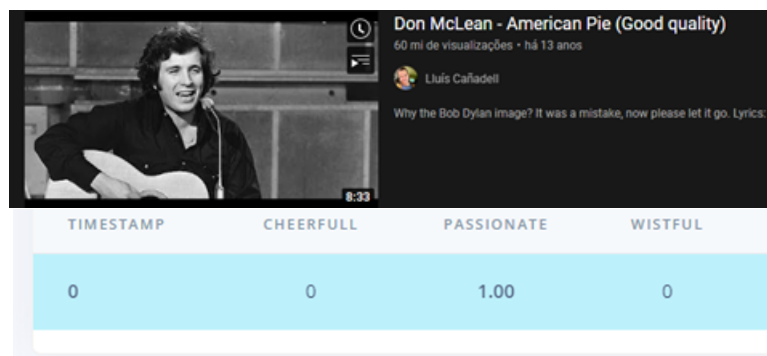 Don McLean - American Pie (Good quality)
60 mi de visualizações • há 13 anos
Lluís Cañadell
Why the Bob Dylan image? It was a mistake, now please let it go. Lyrics:
8:33
TIMESTAMP CHEERFULL PASSIONATE WISTFUL
0 0 1.00 0